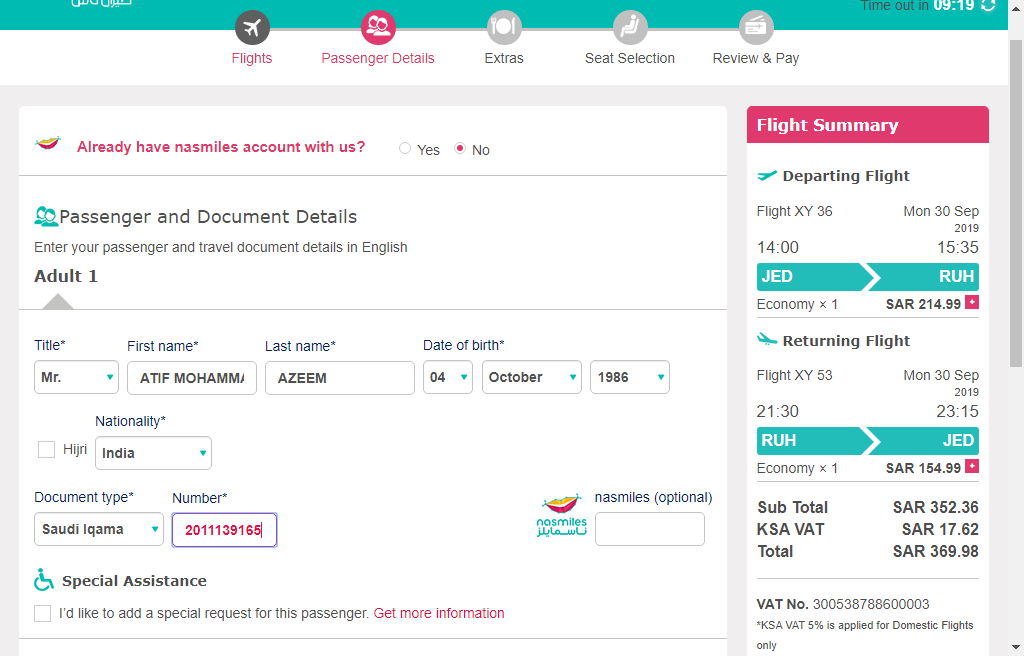 طيران ناس
Time out in 09:19
Flights
Passenger Details
Extras
Seat Selection
Review & Pay
Already have nasmiles account with us?
Yes
No
Passenger and Document Details
Enter your passenger and travel document details in English
Adult 1
Title* First name* Last name* Date of birth*
Mr. ATIF MOHAMMA AZEEM 04 October 1986
Nationality*
Hijri India
Document type* Number* nasmiles (optional)
Saudi Iqama 2011139165
nasmiles
ناسمايلز
Special Assistance
I'd like to add a special request for this passenger. Get more information
Flight Summary
Departing Flight
Flight XY 36 Mon 30 Sep
2019
14:00 15:35
JED RUH
Economy × 1 SAR 214.99 +
Returning Flight
Flight XY 53 Mon 30 Sep
2019
21:30 23:15
RUH JED
Economy × 1 SAR 154.99 +
Sub Total SAR 352.36
KSA VAT SAR 17.62
Total SAR 369.98
VAT No. 300538788600003
*KSA VAT 5% is applied for Domestic Flights
only